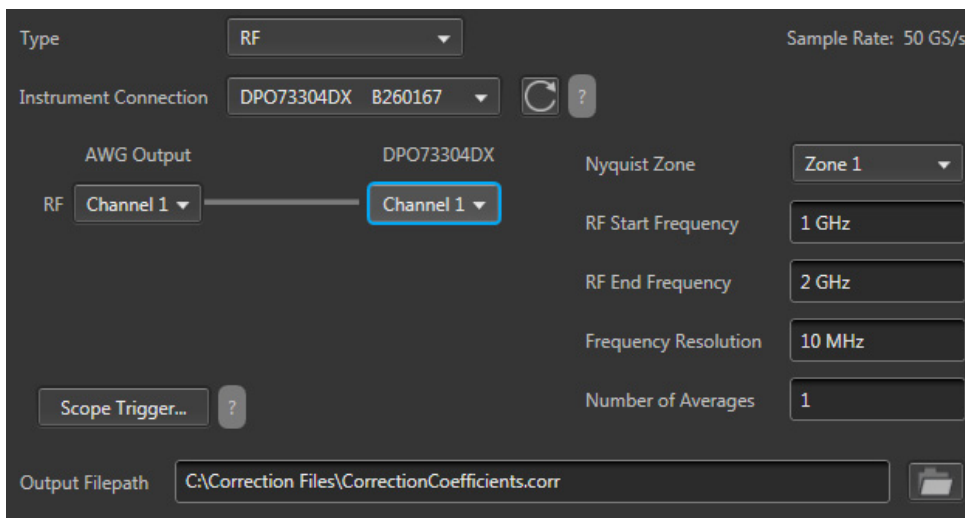 Type RF Sample Rate: 50 GS/s
Instrument Connection DPO73304DX B260167 ?
AWG Output DPO73304DX
RF Channel 1 Channel 1
Nyquist Zone Zone 1
RF Start Frequency 1 GHz
RF End Frequency 2 GHz
Frequency Resolution 10 MHz
Number of Averages 1
Scope Trigger... ?
Output Filepath C:\Correction Files\CorrectionCoefficients.corr